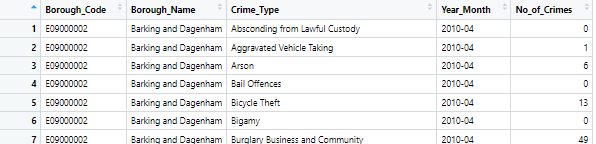 Borough_Code Borough_Name Crime_Type Year_Month No_of_Crimes
1 E09000002 Barking and Dagenham Absconding from Lawful Custody 2010-04 0
2 E09000002 Barking and Dagenham Aggravated Vehicle Taking 2010-04 1
3 E09000002 Barking and Dagenham Arson 2010-04 6
4 E09000002 Barking and Dagenham Bail Offences 2010-04 0
5 E09000002 Barking and Dagenham Bicycle Theft 2010-04 13
6 E09000002 Barking and Dagenham Bigamy 2010-04 0
7 E09000002 Barking and Dagenham Burglary Business and Community 2010-04 49